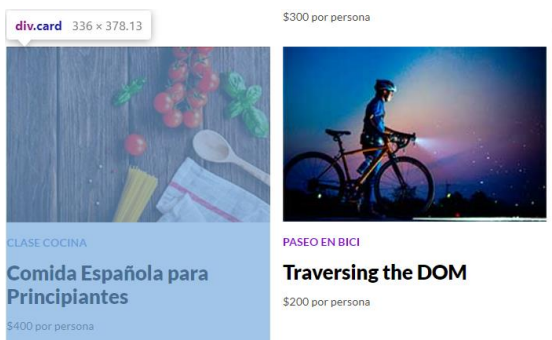 div.card 336 × 378.13
$300 por persona
CLASE COCINA
Comida Española para
Principiantes
$400 por persona
PASEO EN BICI
Traversing the DOM
$200 por persona